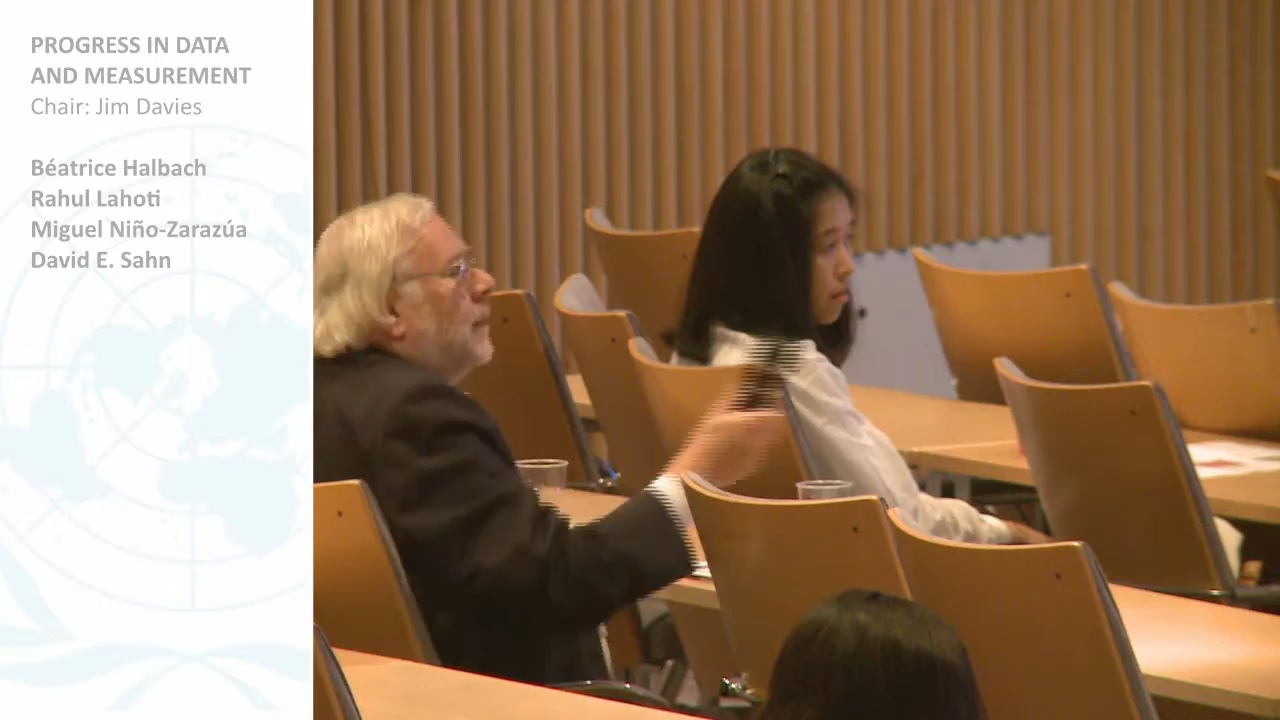 PROGRESS IN DATA
AND MEASUREMENT
Chair: Jim Davies
Béatrice Halbach
Rahul Lahoti
Miguel Niño-Zarazúa
David E. Sahn